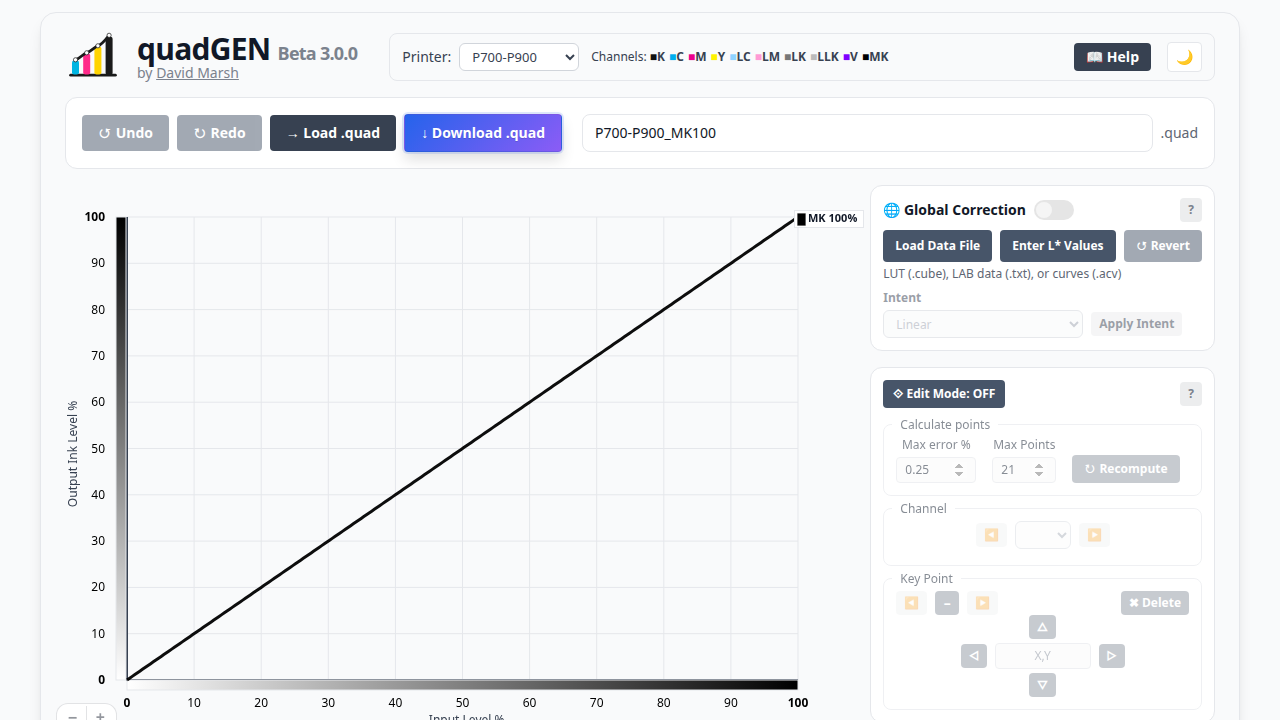 quadGEN Beta 3.0.0
by David Marsh
Printer: P700-P900 Channels: K C M Y LC LM LK LLK V MK
📖 Help
🌙
↺ Undo
↻ Redo
→ Load .quad
↓ Download .quad
P700-P900_MK100
.quad
MK 100%
100
90
80
70
60
50
40
30
20
10
0
Output Ink Level %
0 10 20 30 40 50 60 70 80 90 100
Input Level %
− +
🌐 Global Correction
?
Load Data File
Enter L* Values
↺ Revert
LUT (.cube), LAB data (.txt), or curves (.acv)
Intent
Linear
Apply Intent
⟐ Edit Mode: OFF
?
Calculate points
Max error % Max Points
0.25 21 ↻ Recompute
Channel
Key Point
–
✖ Delete
X,Y